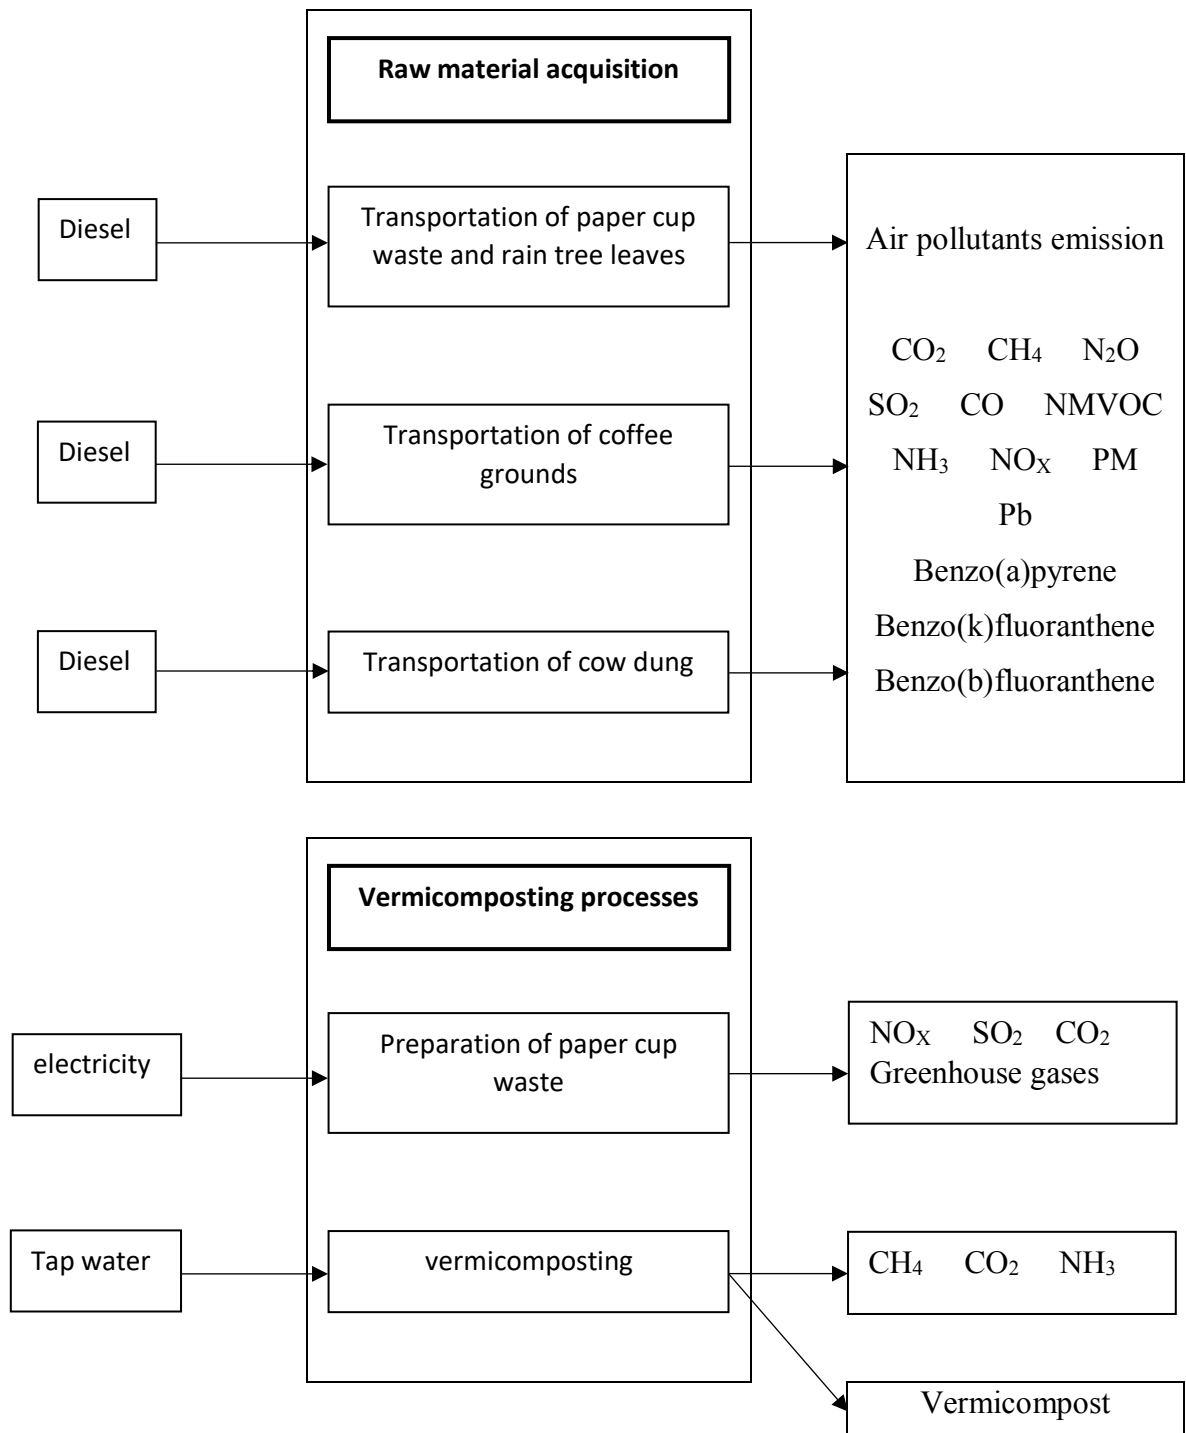 Raw material acquisition
Diesel
Transportation of paper cup
waste and rain tree leaves
Diesel
Transportation of coffee
grounds
Diesel
Transportation of cow dung
Air pollutants emission
CO₂ CH₄ N₂O
SO₂ CO NMVOC
NH₃ NOₓ PM
Pb
Benzo(a)pyrene
Benzo(k)fluoranthene
Benzo(b)fluoranthene
Vermicomposting processes
electricity
Preparation of paper cup
waste
NOₓ SO₂ CO₂
Greenhouse gases
Tap water
vermicomposting
CH₄ CO₂ NH₃
Vermicompost